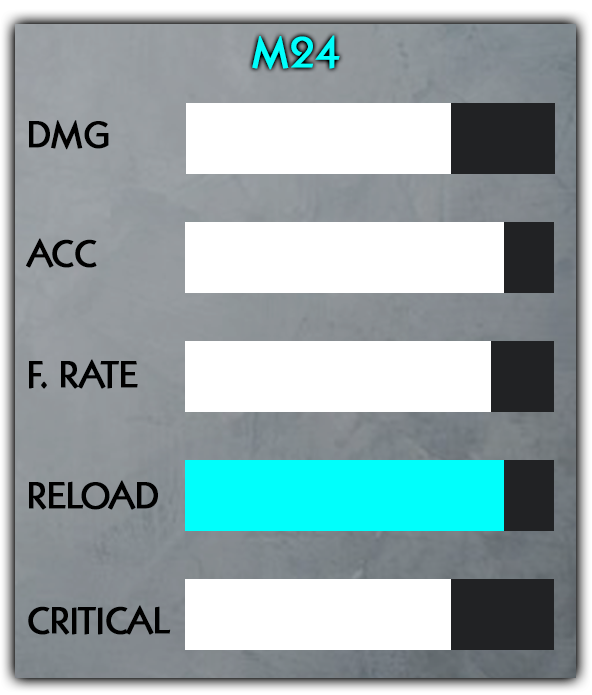 M24
DMG
ACC
F. RATE
RELOAD
CRITICAL